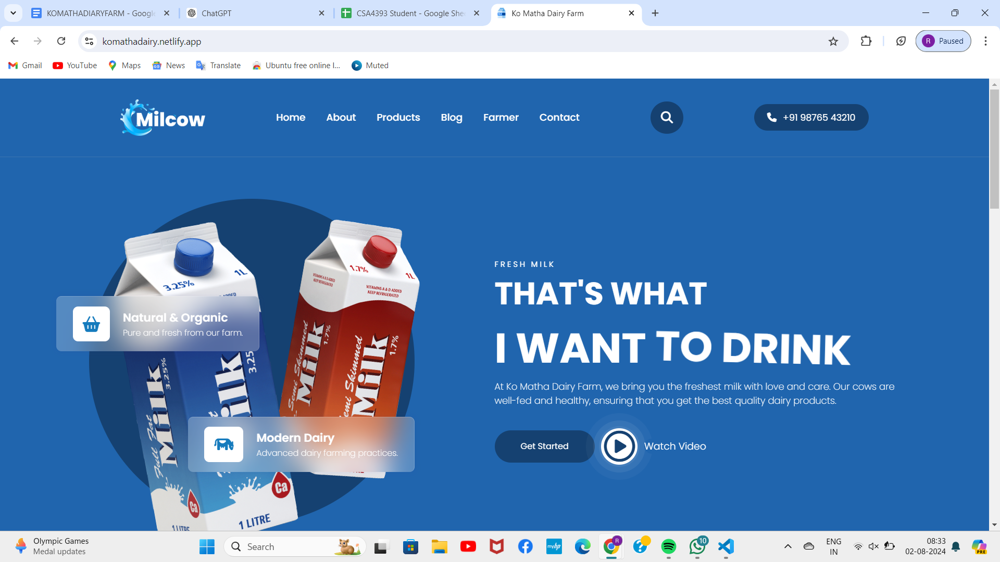 KOMATHADIARYFARM - Google
ChatGPT
CSA4393 Student - Google She
Ko Matha Dairy Farm
komathadairy.netlify.app
R Paused
Gmail YouTube Maps News Translate Ubuntu free online l... Muted
Milcow
Home About Products Blog Farmer Contact
+91 98765 43210
3.25%
1L
1.7%
1L
VITAMINS A & D ADDED
KEEP REFRIGERATED
VITAMINS A & D ADDED
KEEP REFRIGERATED
Natural & Organic
Pure and fresh from our farm.
Semi Skimmed
Milk 1.7%
Semi Skimmed
Milk 1.7%
Full Fat
Milk 3.25%
Modern Dairy
Advanced dairy farming practices.
Ca
Ca
1 LITRE
1 LITRE
FRESH MILK
THAT'S WHAT
I WANT TO DRINK
At Ko Matha Dairy Farm, we bring you the freshest milk with love and care. Our cows are
well-fed and healthy, ensuring that you get the best quality dairy products.
Get Started
Watch Video
Olympic Games
Medal updates
Search
myhp
R
10
ENG
IN
08:33
02-08-2024
PRE